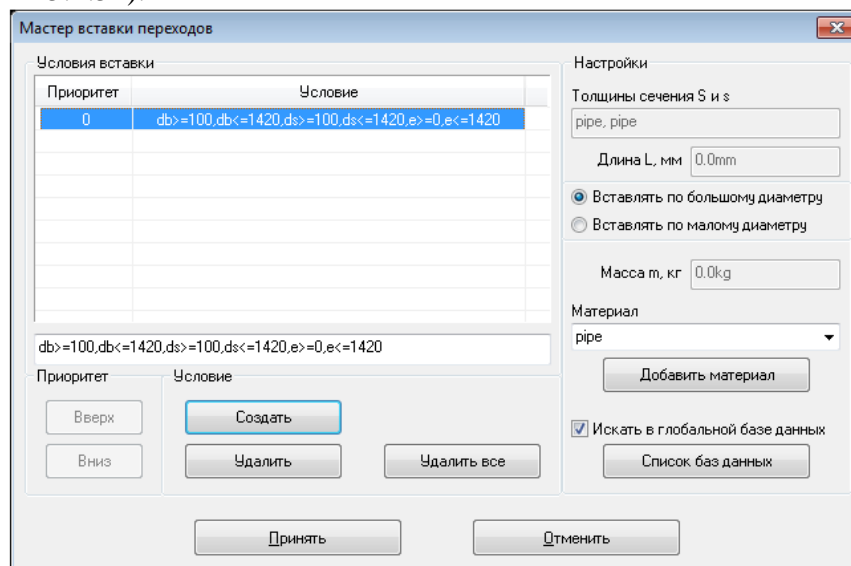 Мастер вставки переходов
Условия вставки
Приоритет Условие
0 db>=100,db<=1420,ds>=100,ds<=1420,e>=0,e<=1420
db>=100,db<=1420,ds>=100,ds<=1420,e>=0,e<=1420
Приоритет
Вверх
Вниз
Условие
Создать
Удалить Удалить все
Настройки
Толщины сечения S и s
pipe, pipe
Длина L, мм 0.0mm
Вставлять по большому диаметру
Вставлять по малому диаметру
Масса m, кг 0.0kg
Материал
pipe
Добавить материал
Искать в глобальной базе данных
Список баз данных
Принять Отменить